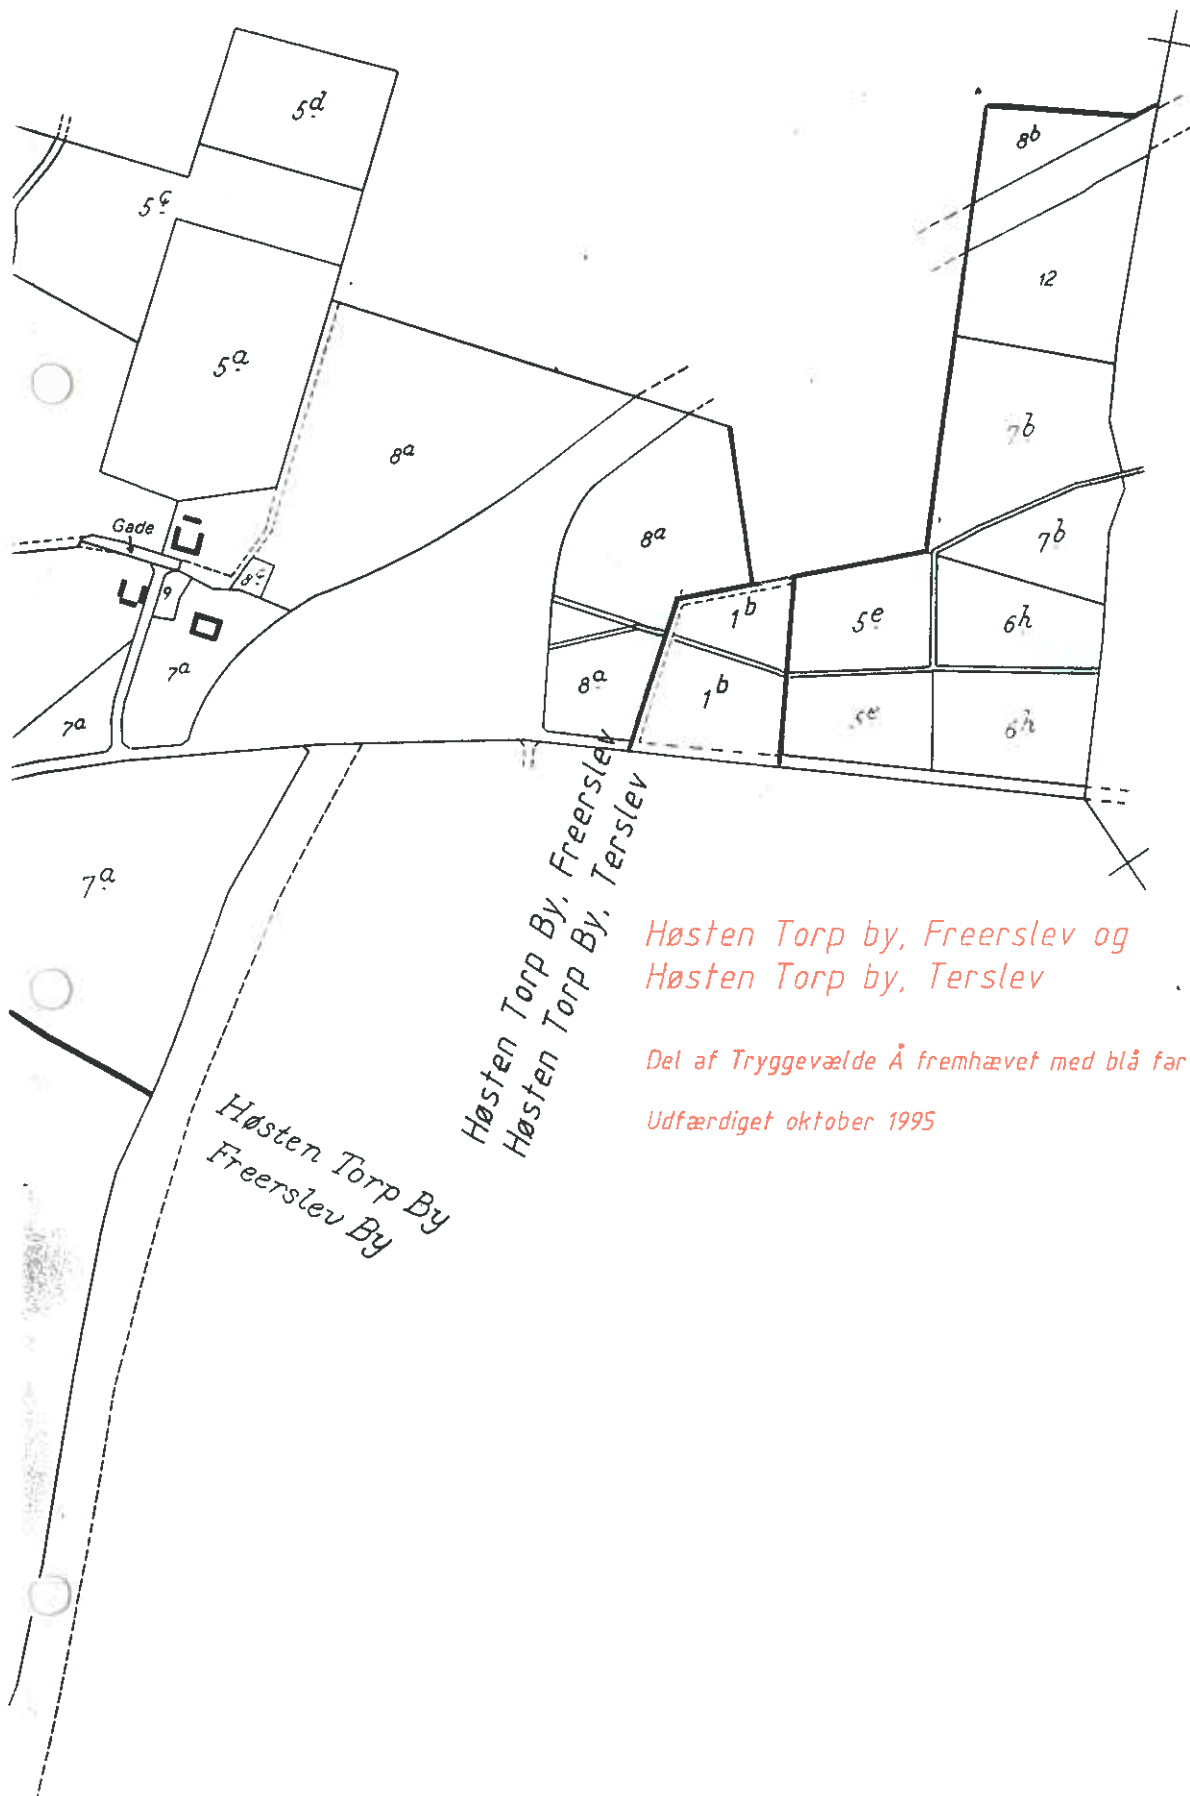 5d
8b
5c
12
5a
7b
8a
Gade
8a
7b
8c
9
1b
5e
6h
7a
8a
1b
7a
5e
6h
7a
Høsten Torp By, Freerslev
Høsten Torp By, Terslev
Høsten Torp by, Freerslev og
Høsten Torp by, Terslev
Del af Tryggevælde Å fremhævet med blå far
Udfærdiget oktober 1995
Høsten Torp By
Freerslev By